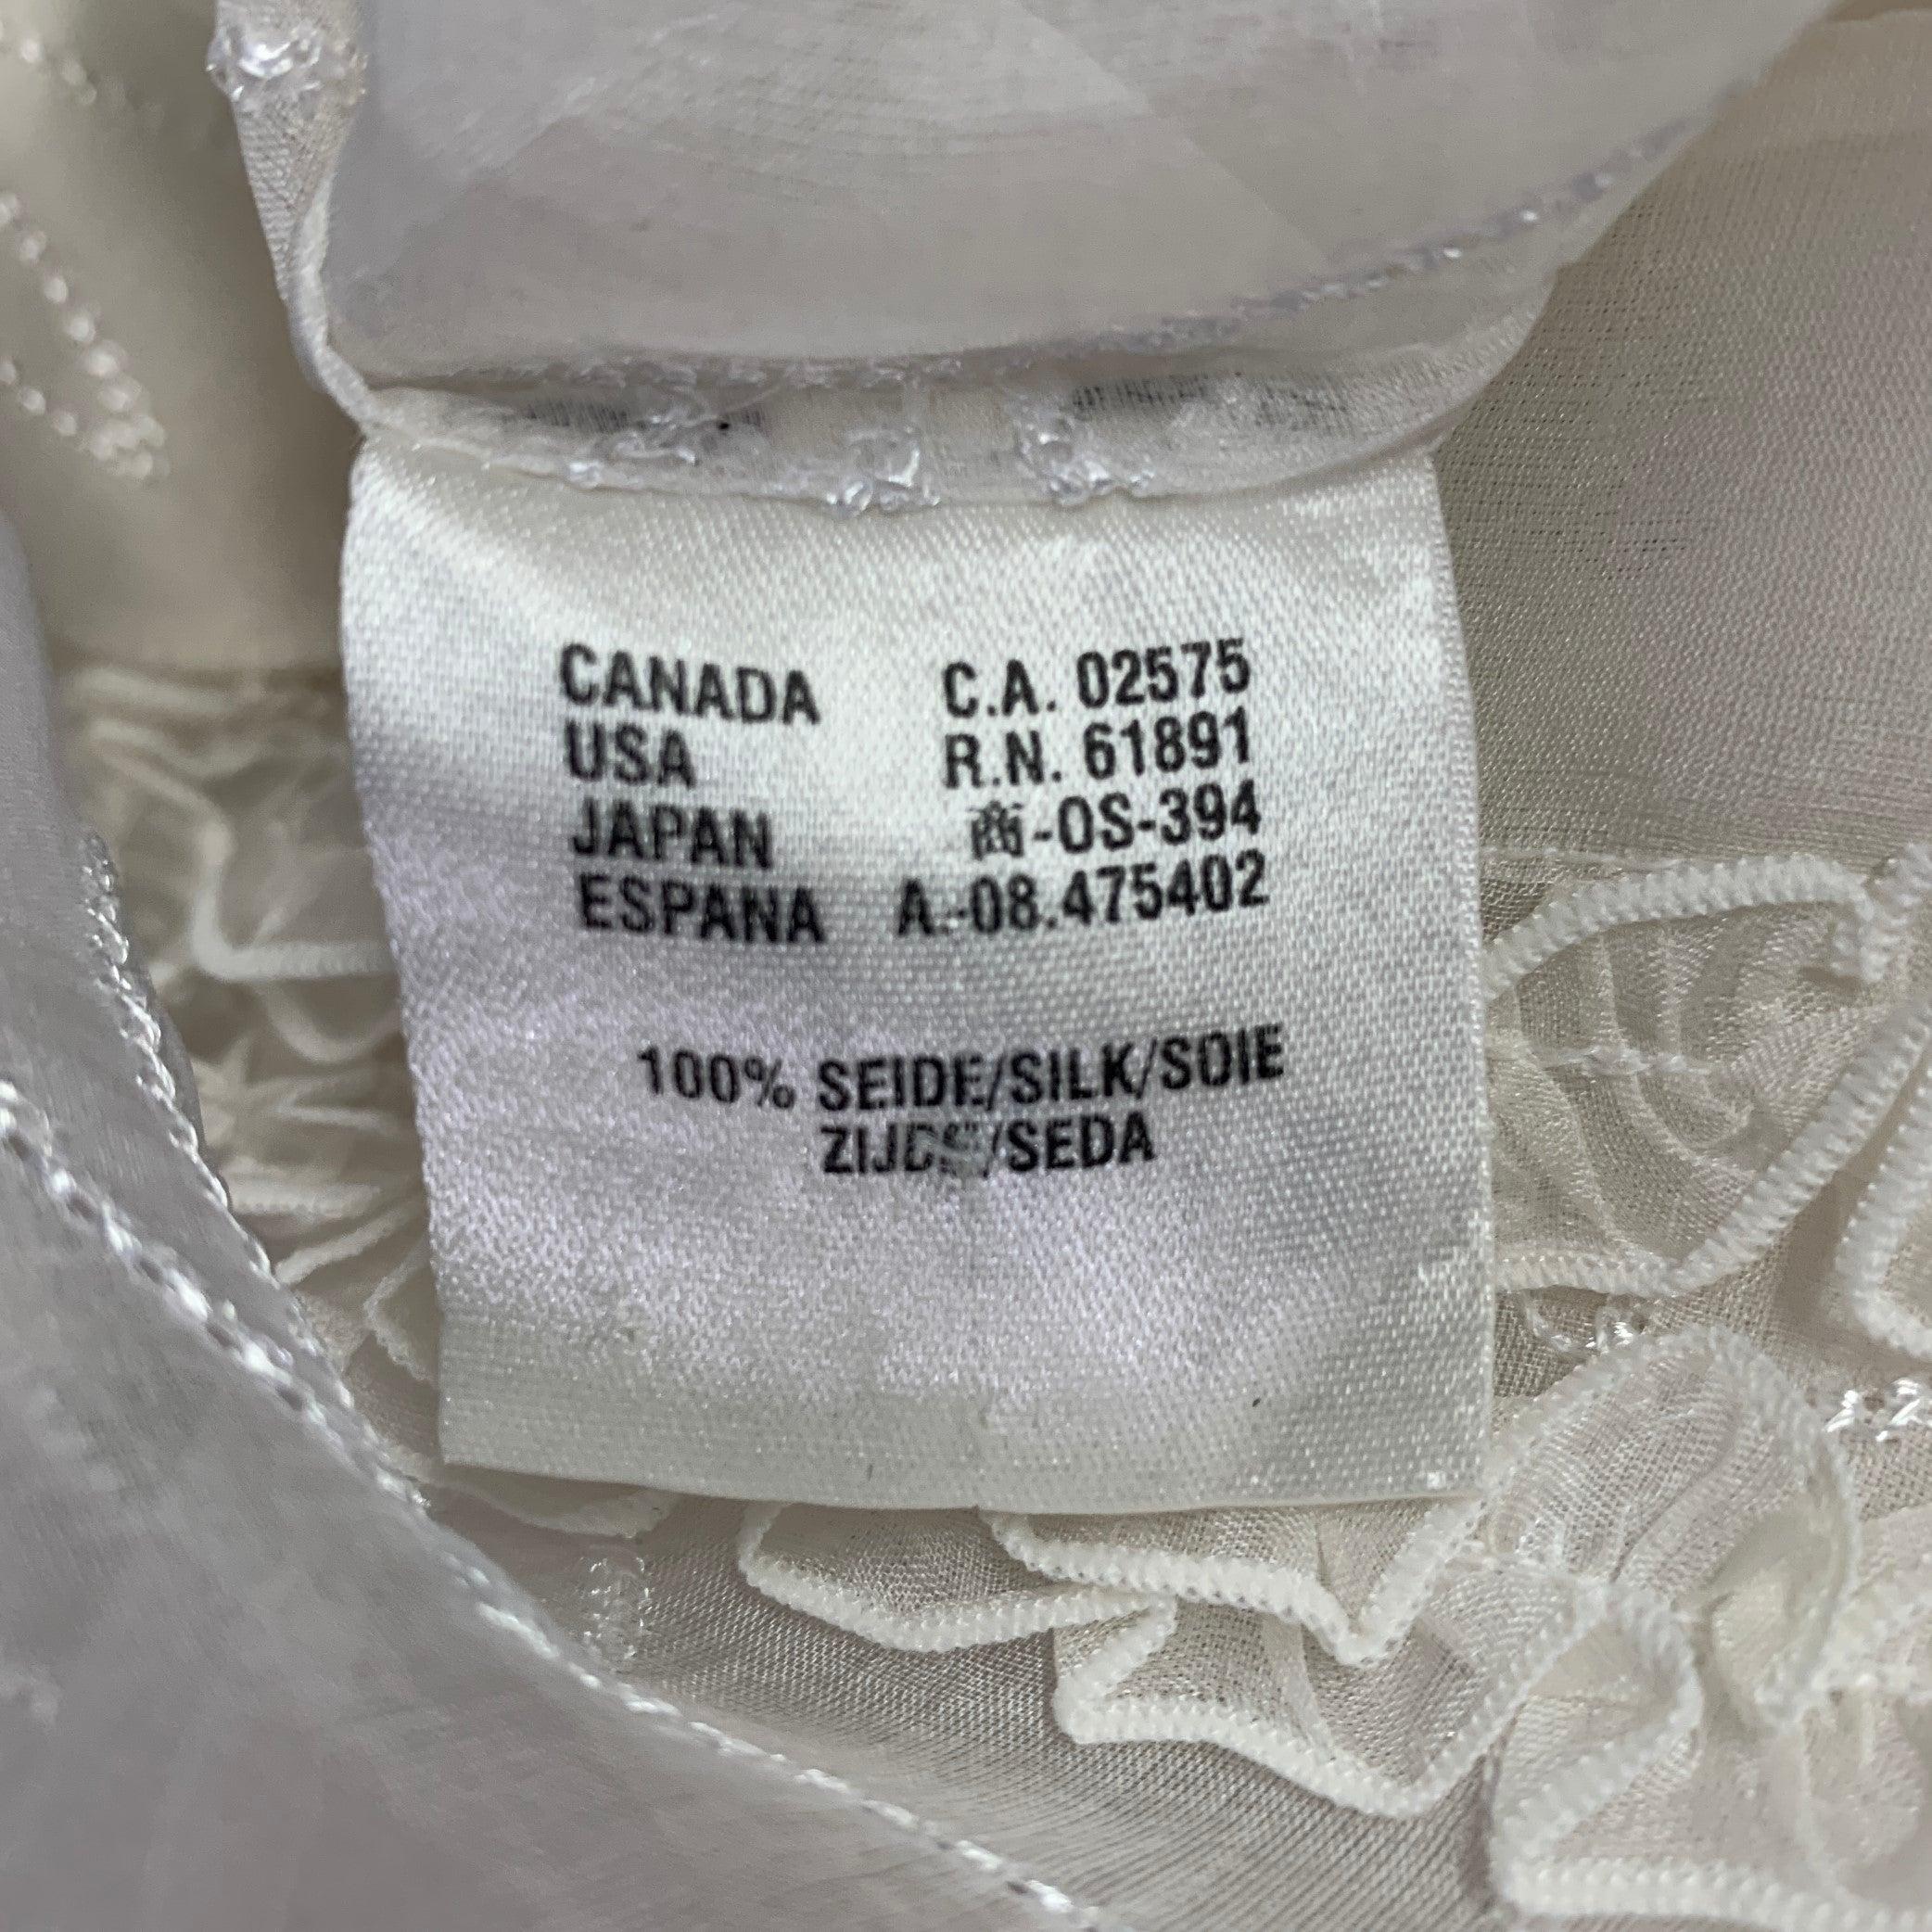 CANADA C.A. 02575
USA R.N. 61891
JAPAN 商-OS-394
ESPANA A.-08.475402
100% SEIDE/SILK/SOIE
/SEDA